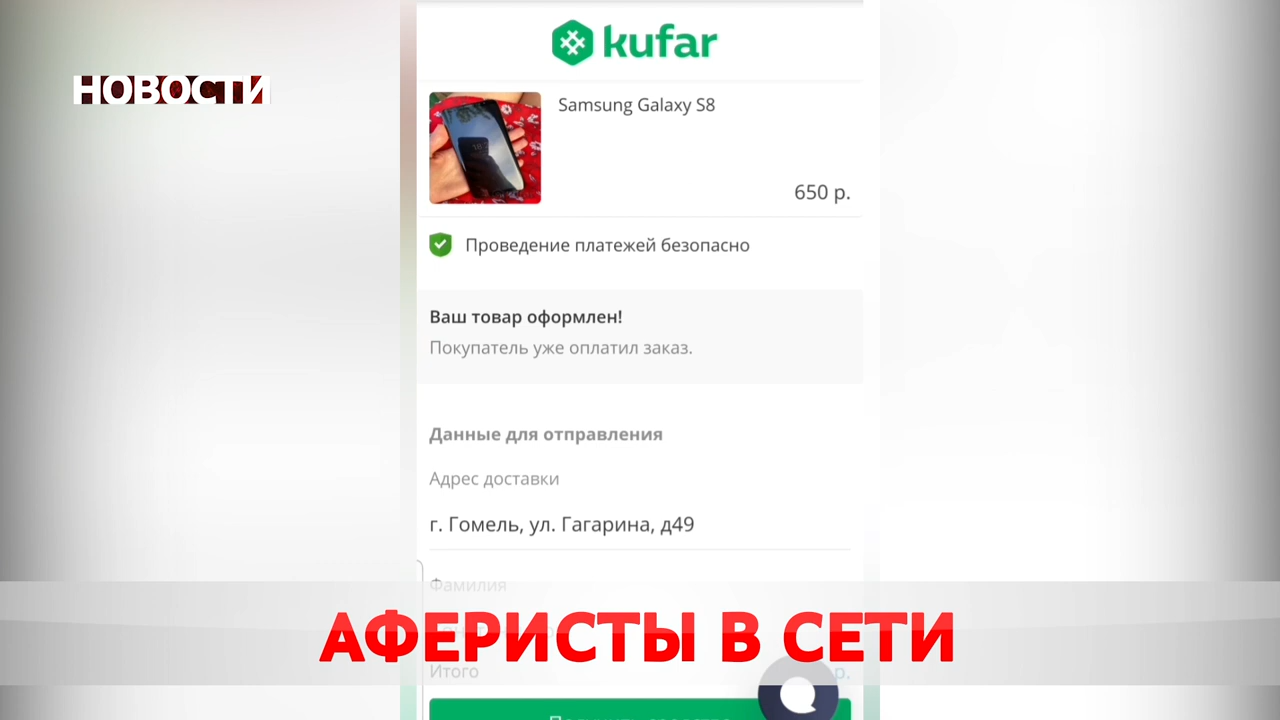 НОВОСТИ
kufar
Samsung Galaxy S8
650 р.
Проведение платежей безопасно
Ваш товар оформлен!
Покупатель уже оплатил заказ.
Данные для отправления
Адрес доставки
г. Гомель, ул. Гагарина, д49
Фамилия
АФЕРИСТЫ В СЕТИ
Итого
р.